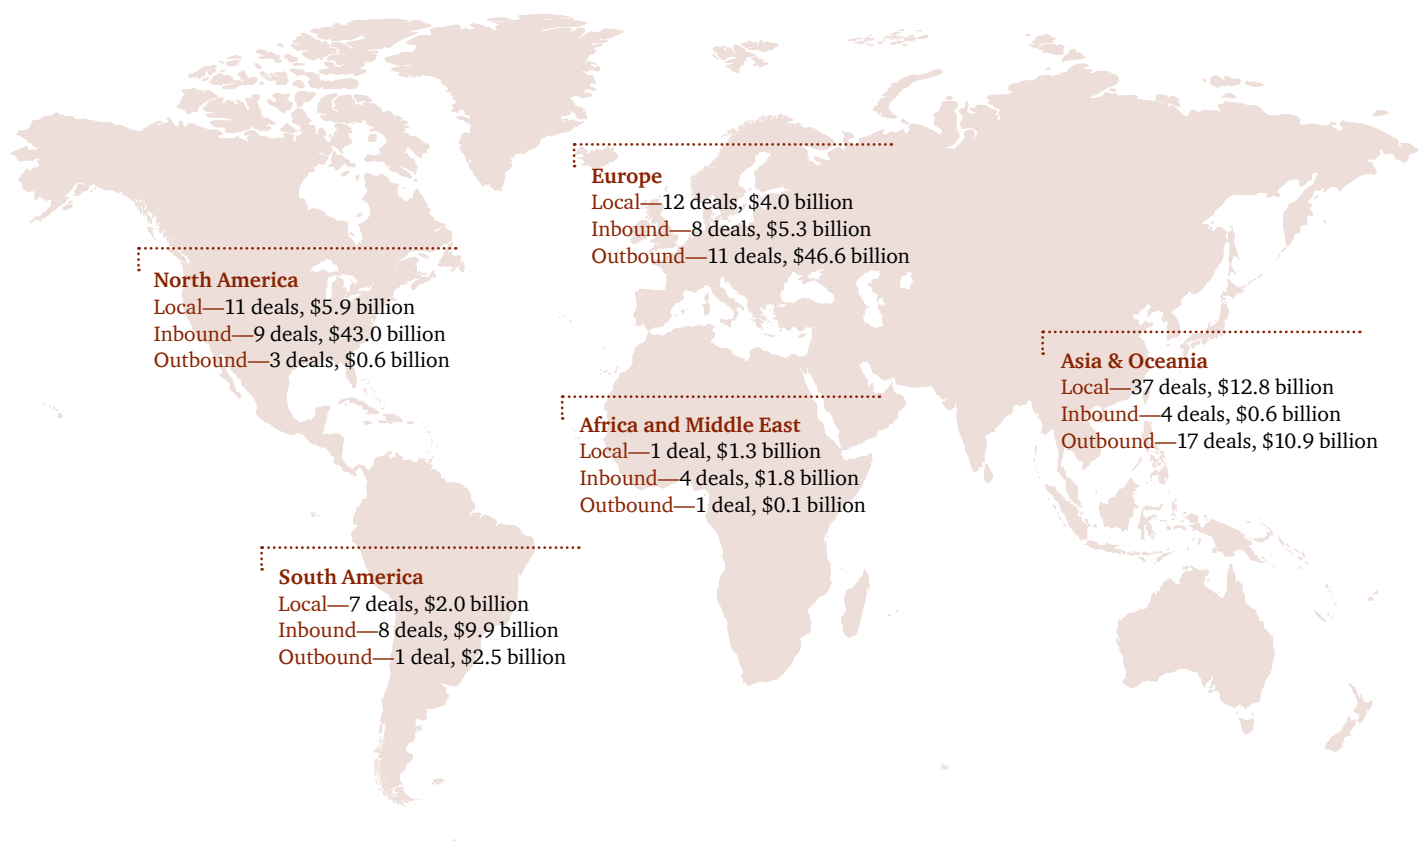 Europe
Local—12 deals, $4.0 billion
Inbound—8 deals, $5.3 billion
Outbound—11 deals, $46.6 billion
North America
Local—11 deals, $5.9 billion
Inbound—9 deals, $43.0 billion
Outbound—3 deals, $0.6 billion
Asia & Oceania
Local—37 deals, $12.8 billion
Inbound—4 deals, $0.6 billion
Outbound—17 deals, $10.9 billion
Africa and Middle East
Local—1 deal, $1.3 billion
Inbound—4 deals, $1.8 billion
Outbound—1 deal, $0.1 billion
South America
Local—7 deals, $2.0 billion
Inbound—8 deals, $9.9 billion
Outbound—1 deal, $2.5 billion